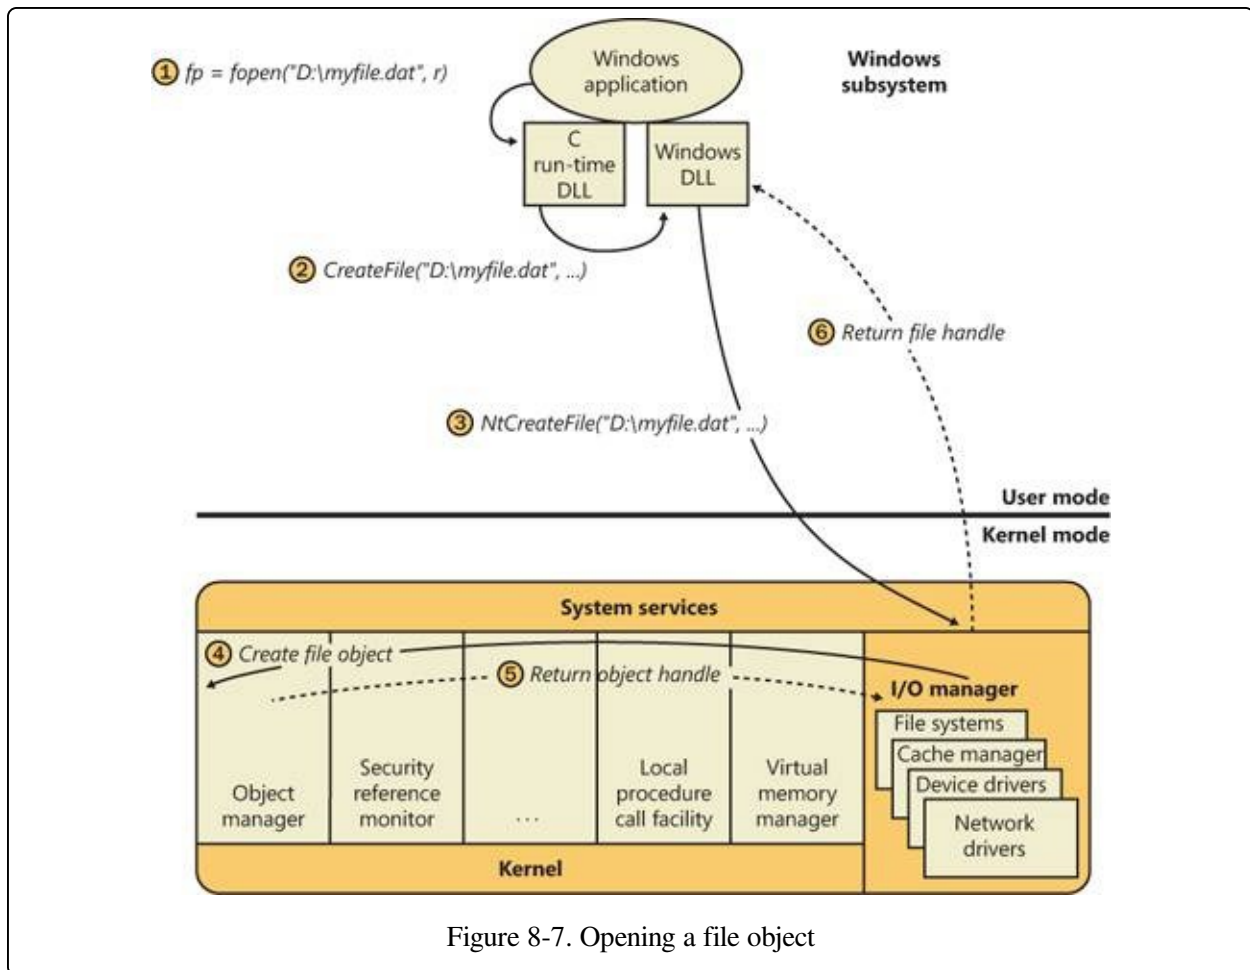 1 fp = fopen("D:\myfile.dat", r)
Windows
application
Windows
subsystem
C
run-time
DLL
Windows
DLL
2 CreateFile("D:\myfile.dat", ...)
6 Return file handle
3 NtCreateFile("D:\myfile.dat", ...)
User mode
Kernel mode
System services
4 Create file object
5 Return object handle
I/O manager
File systems
Cache manager
Device drivers
Network
drivers
Object
manager
Security
reference
monitor
...
Local
procedure
call facility
Virtual
memory
manager
Kernel
Figure 8-7. Opening a file object